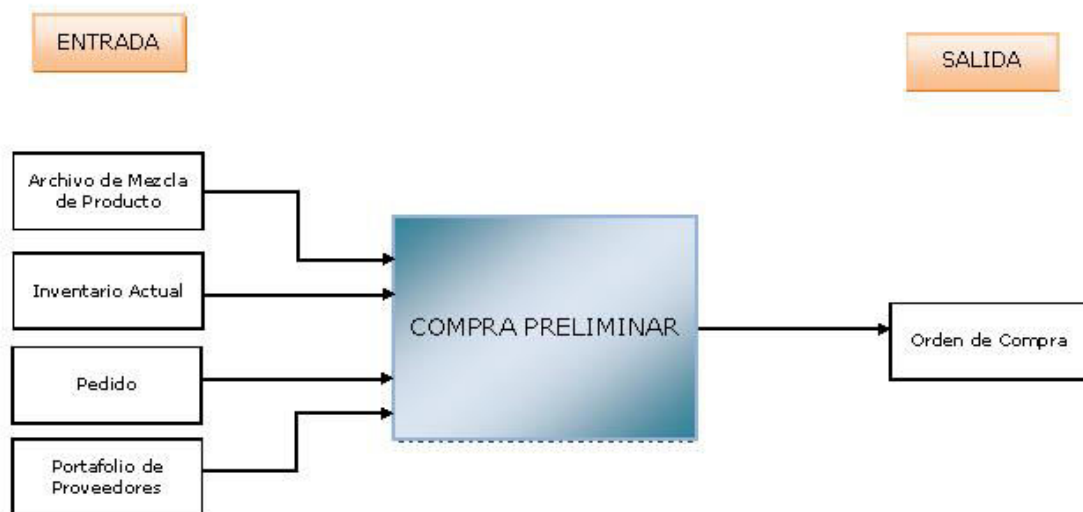 ENTRADA
SALIDA
Archivo de Mezcla
de Producto
Inventario Actual
COMPRA PRELIMINAR
Orden de Compra
Pedido
Portafolio de
Proveedores